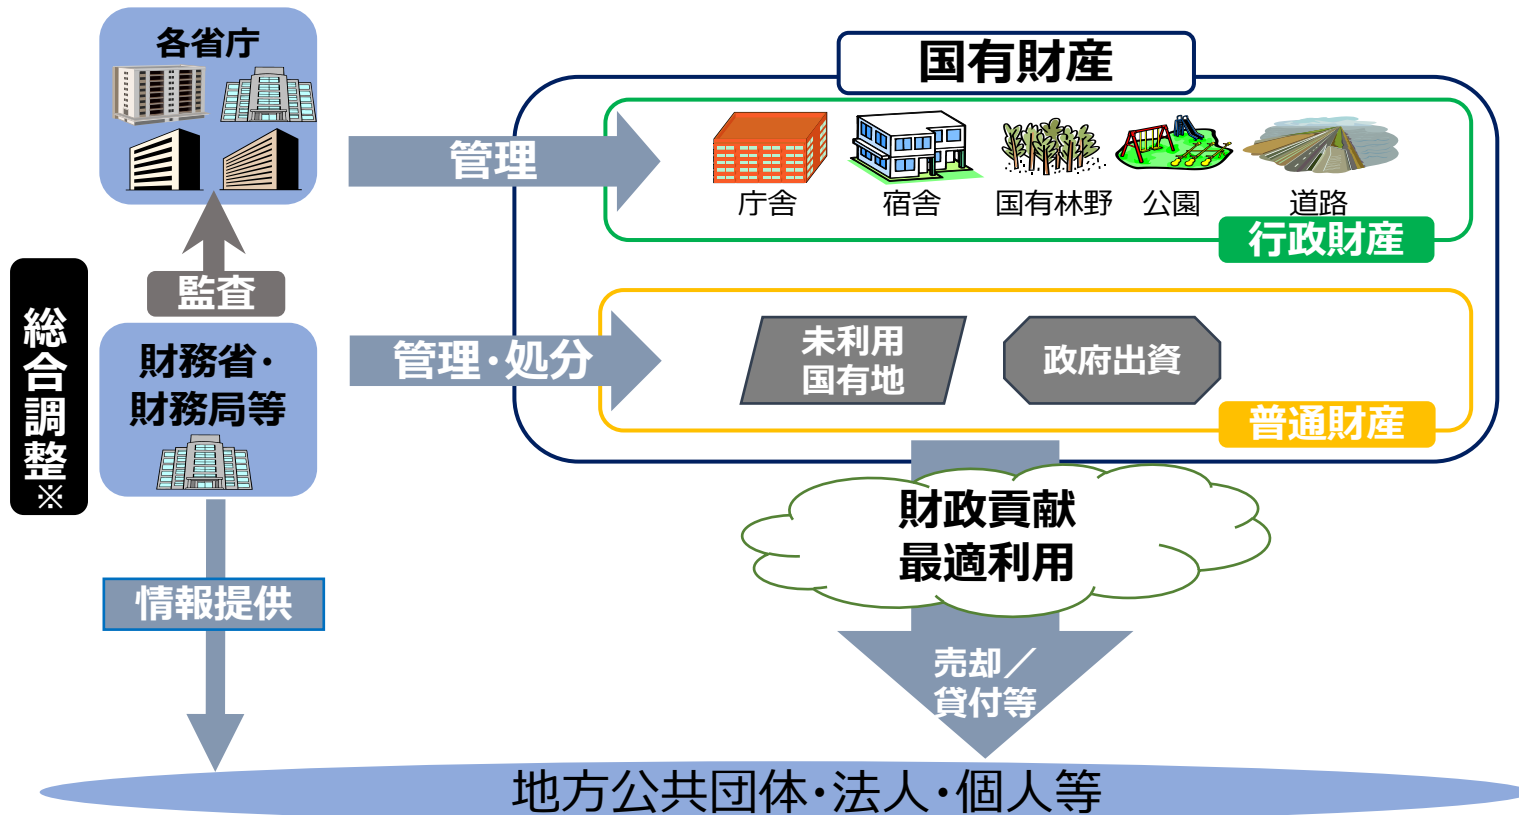 各省庁
国有財産
管理
庁舎
宿舎
国有林野
公園
道路
行政財産
監査
総合調整※
財務省・
財務局等
管理・処分
未利用
国有地
政府出資
普通財産
財政貢献
最適利用
情報提供
売却／
貸付等
地方公共団体・法人・個人等